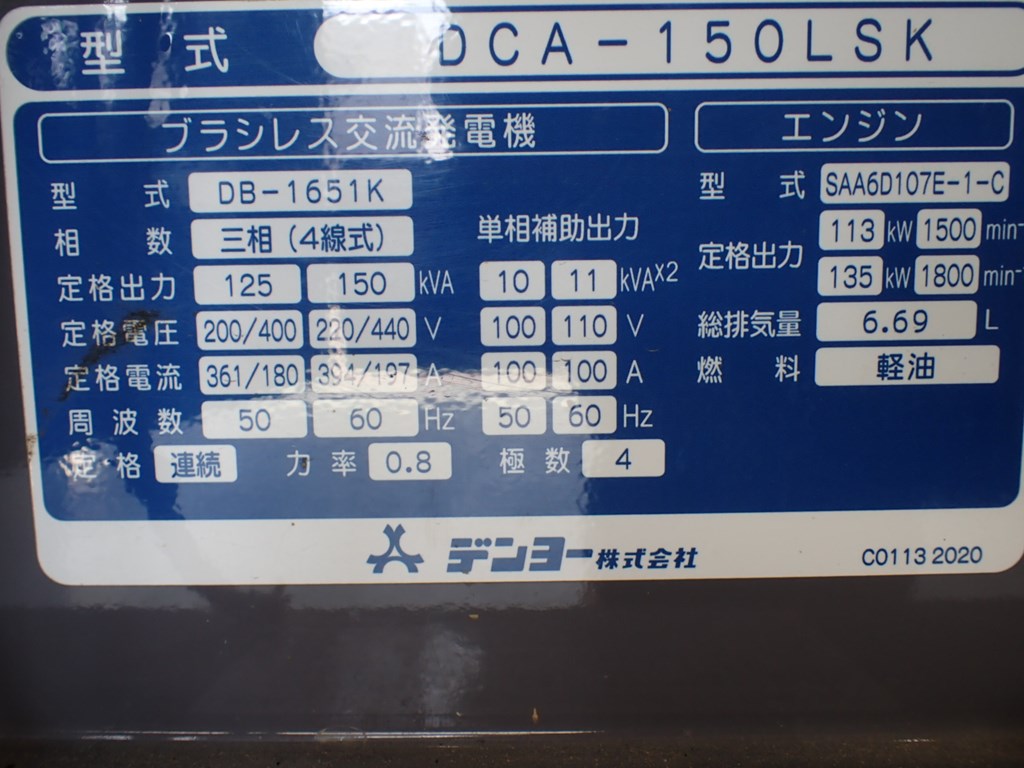 型式 DCA-150LSK
ブラシレス交流発電機
型式 DB-1651K
相数 三相(4線式)
定格出力 125 150 kVA
定格電圧 200/400 220/440 V
定格電流 361/180 394/197 A
周波数 50 60 Hz
定格 連続 力率 0.8 極数 4
単相補助出力
10 11 kVAx2
100 110 V
100 100 A
50 60 Hz
エンジン
型式 SAA6D107E-1-C
定格出力 113 kW 1500 min-
135 kW 1800 min-
総排気量 6.69 L
燃料 軽油
デンヨー株式会社
C0113 2020